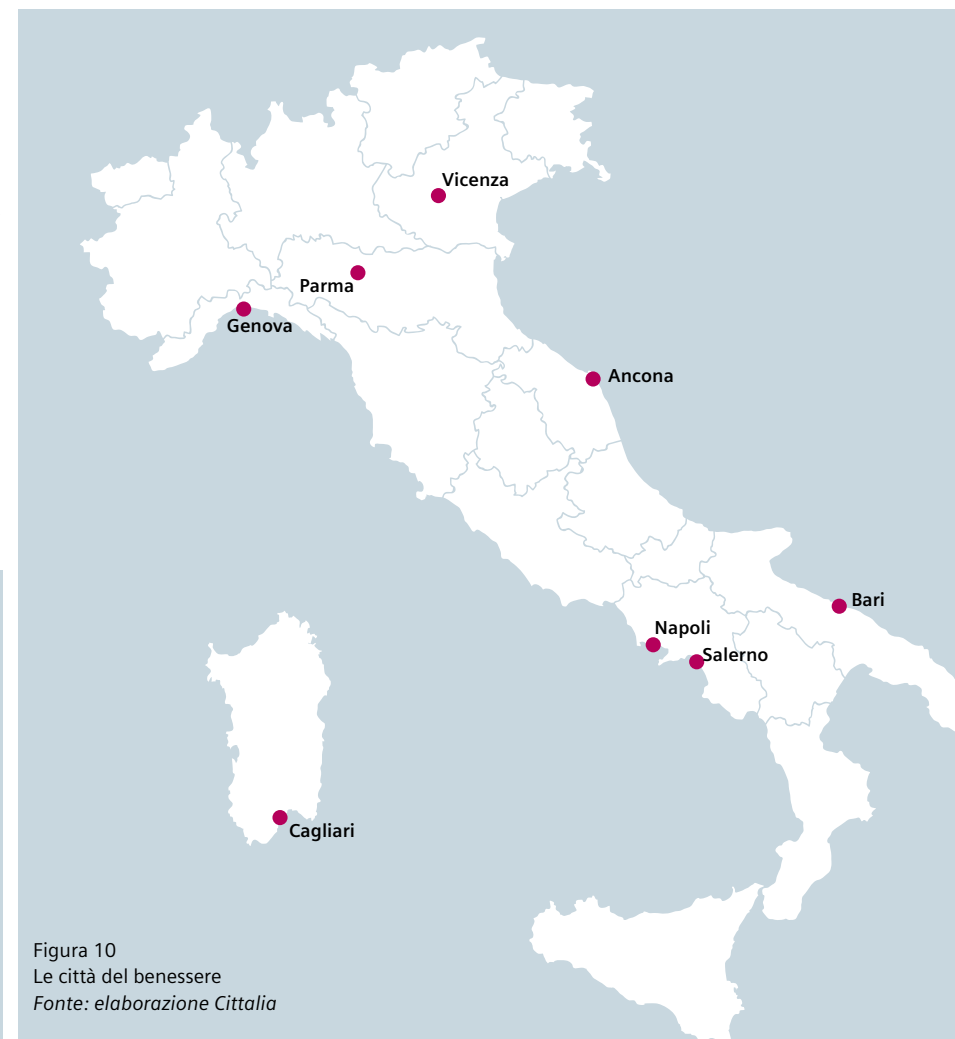 Vicenza
Parma
Genova
Ancona
Bari
Napoli
Salerno
Cagliari
Figura 10
Le città del benessere
Fonte: elaborazione Cittalia